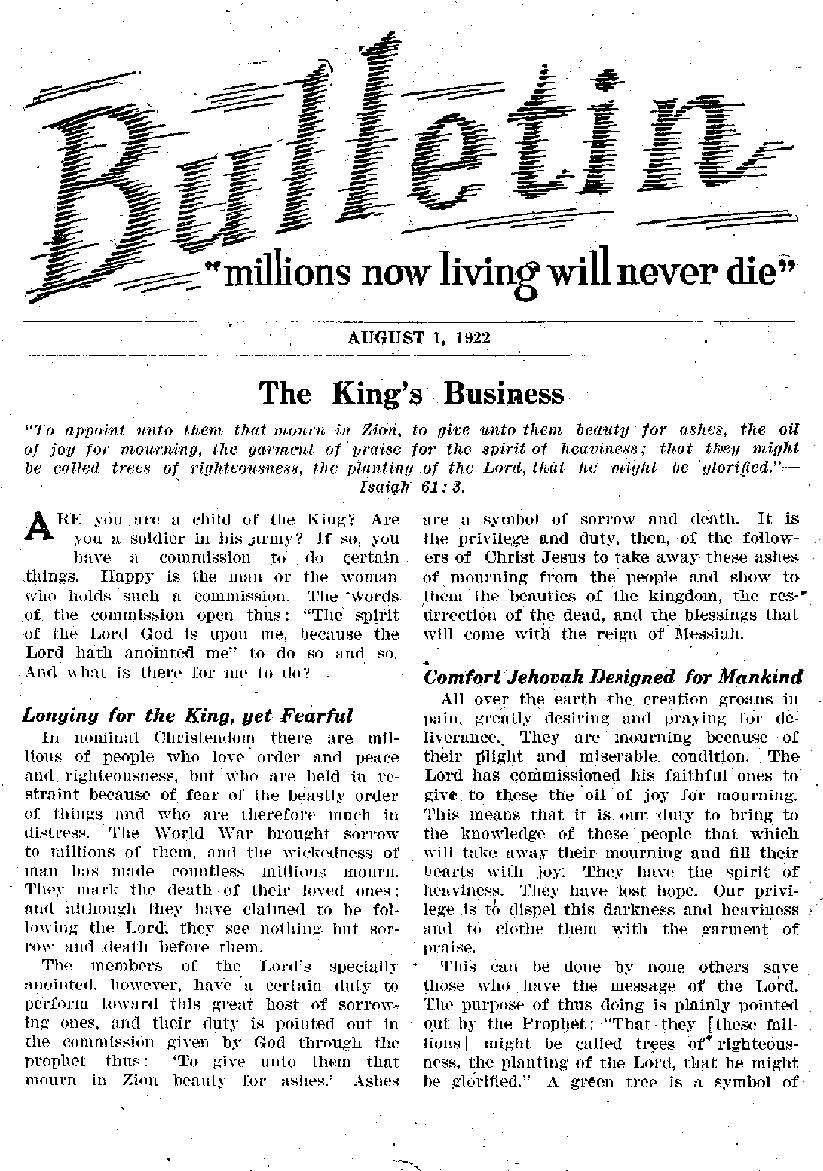 Bulletin
"millions now living will never die"
AUGUST 1, 1922
The King's Business
"To appoint unto them that mourn in Zion, to give unto them beauty for ashes, the oil
of joy for mourning, the garment of praise for the spirit of heaviness; that they might
be called trees of righteousness, the planting of the Lord, that he might be glorified."—
Isaiah 61:3.
ARE you are a child of the King? Are
you a soldier in his army? If so, you
have a commission to do certain
things. Happy is the man or the woman
who holds such a commission. The words
of the commission open thus: "The spirit
of the Lord God is upon me, because the
Lord hath anointed me" to do so and so.
And what is there for me to do?
Longing for the King, yet Fearful
In nominal Christendom there are mil-
lions of people who love order and peace
and righteousness, but who are held in re-
straint because of fear of the beastly order
of things and who are therefore much in
distress. The World War brought sorrow
to millions of them, and the wickedness of
man has made countless millions mourn.
They mark the death of their loved ones;
and although they have claimed to be fol-
lowing the Lord, they see nothing but sor-
row and death before them.
The members of the Lord's specially
anointed, however, have a certain duty to
perform toward this great host of sorrow-
ing ones, and their duty is pointed out in
the commission given by God through the
prophet thus: 'To give unto them that
mourn in Zion beauty for ashes.' Ashes
are a symbol of sorrow and death. It is
the privilege and duty, then, of the follow-
ers of Christ Jesus to take away these ashes
of mourning from the people and show to
them the beauties of the kingdom, the res-
urrection of the dead, and the blessings that
will come with the reign of Messiah.
Comfort Jehovah Designed for Mankind
All over the earth the creation groans in
pain, greatly desiring and praying for de-
liverance. They are mourning because of
their plight and miserable condition. The
Lord has commissioned his faithful ones to
give to these the oil of joy for mourning.
This means that it is our duty to bring to
the knowledge of these people that which
will take away their mourning and fill their
hearts with joy! They have the spirit of
heaviness. They have lost hope. Our privi-
lege is to dispel this darkness and heaviness
and to clothe them with the garment of
praise.
This can be done by none others save
those who have the message of the Lord.
The purpose of thus doing is plainly pointed
out by the Prophet: "That they [these mil-
lions] might be called trees of righteous-
ness, the planting of the Lord, that he might
be glorified." A green tree is a symbol of